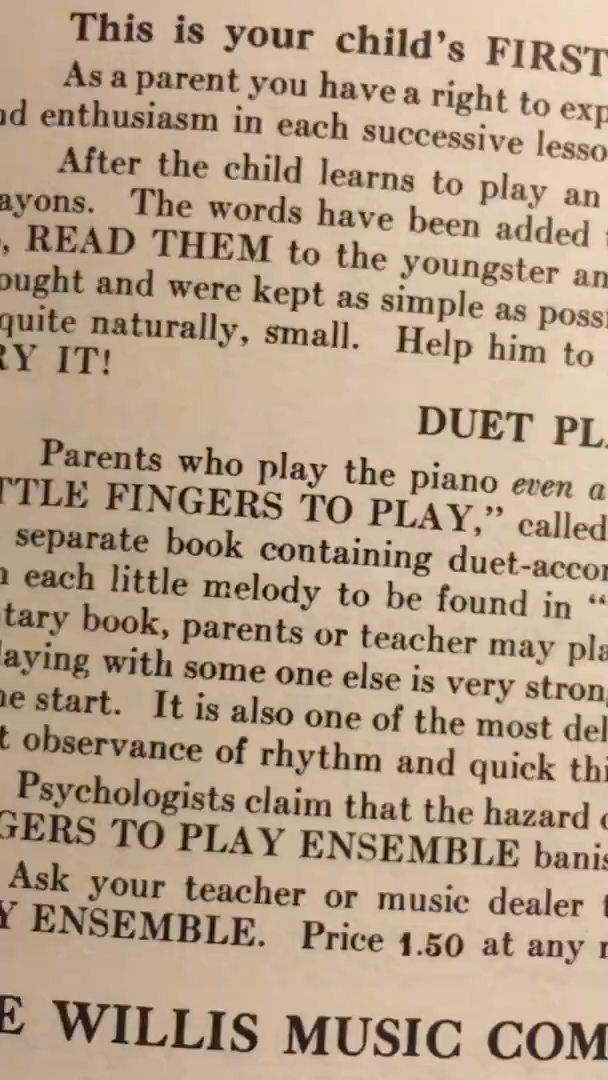 This is your child's FIRST
As a parent you have a right to exp
nd enthusiasm in each successive lesso
After the child learns to play an
ayons. The words have been added t
, READ THEM to the youngster an
ought and were kept as simple as possi
quite naturally, small. Help him to
RY IT!
DUET PLA
Parents who play the piano even a
TTLE FINGERS TO PLAY," called
separate book containing duet-accom
n each little melody to be found in "
tary book, parents or teacher may pla
laying with some one else is very stron
he start. It is also one of the most del
t observance of rhythm and quick thi
Psychologists claim that the hazard o
GERS TO PLAY ENSEMBLE banis
Ask your teacher or music dealer f
Y ENSEMBLE. Price 1.50 at any m
E WILLIS MUSIC COM